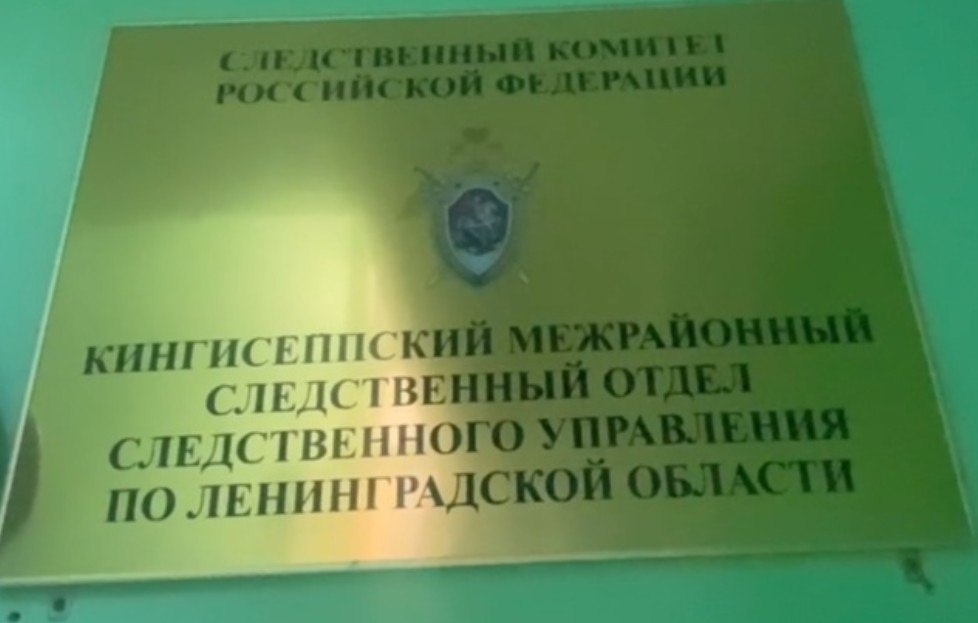 СЛЕДСТВЕННЫЙ КОМИТЕТ
РОССИЙСКОЙ ФЕДЕРАЦИИ
КИНГИСЕППСКИЙ МЕЖРАЙОННЫЙ
СЛЕДСТВЕННЫЙ ОТДЕЛ
СЛЕДСТВЕННОГО УПРАВЛЕНИЯ
ПО ЛЕНИНГРАДСКОЙ ОБЛАСТИ